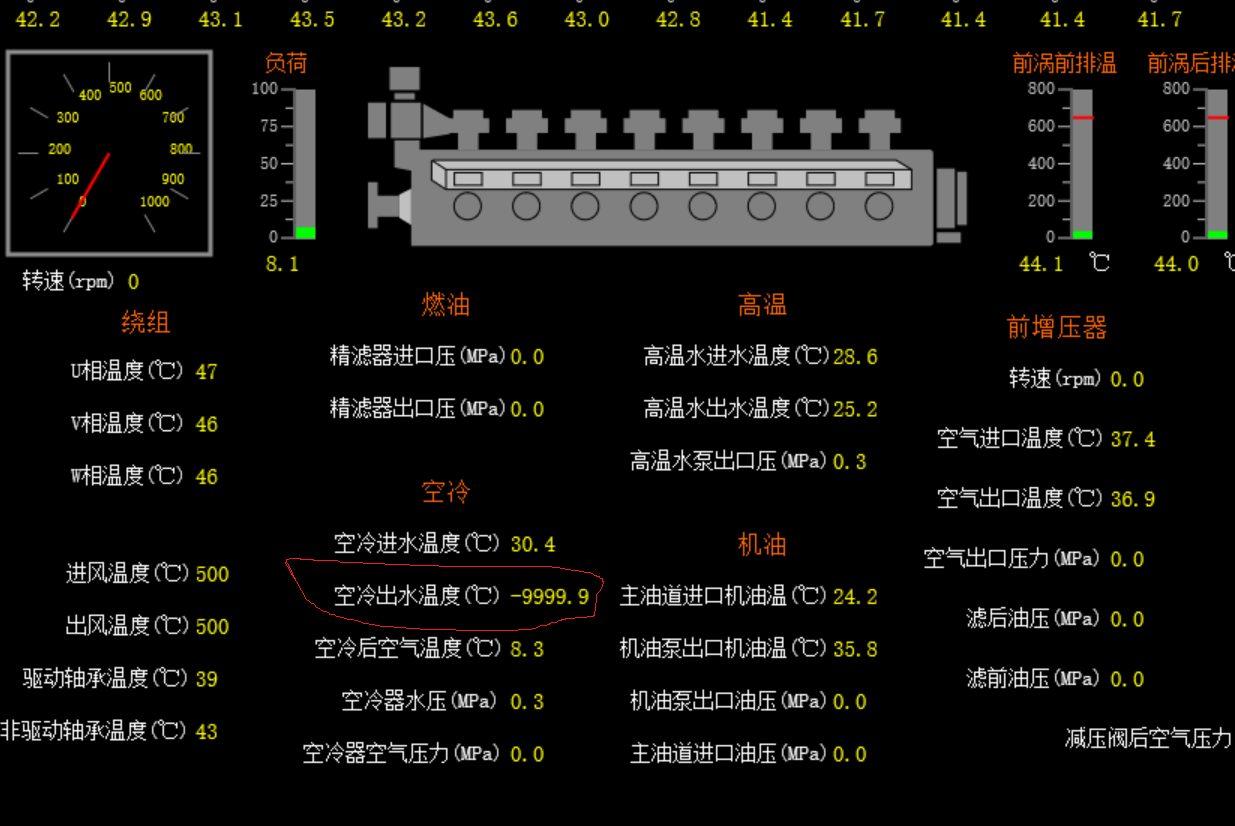 42.2 42.9 43.1 43.5 43.2 43.6 43.0 42.8 41.4 41.7 41.4 41.4 41.7
负荷 前涡前排温 前涡后排
0 100 200 300 400 500 600 700 800 900 1000
100 75 50 25 0
800 600 400 200 0
800 600 400 200 0
8.1
44.1 ℃ 44.0
转速(rpm) 0
绕组
U相温度(℃) 47
V相温度(℃) 46
W相温度(℃) 46
进风温度(℃) 500
出风温度(℃) 500
驱动轴承温度(℃) 39
非驱动轴承温度(℃) 43
燃油
精滤器进口压(MPa) 0.0
精滤器出口压(MPa) 0.0
空冷
空冷进水温度(℃) 30.4
空冷出水温度(℃) -9999.9
空冷后空气温度(℃) 8.3
空冷器水压(MPa) 0.3
空冷器空气压力(MPa) 0.0
高温
高温水进水温度(℃) 28.6
高温水出水温度(℃) 25.2
高温水泵出口压(MPa) 0.3
机油
主油道进口机油温(℃) 24.2
机油泵出口机油温(℃) 35.8
机油泵出口油压(MPa) 0.0
主油道进口油压(MPa) 0.0
前增压器
转速(rpm) 0.0
空气进口温度(℃) 37.4
空气出口温度(℃) 36.9
空气出口压力(MPa) 0.0
滤后油压(MPa) 0.0
滤前油压(MPa) 0.0
减压阀后空气压力